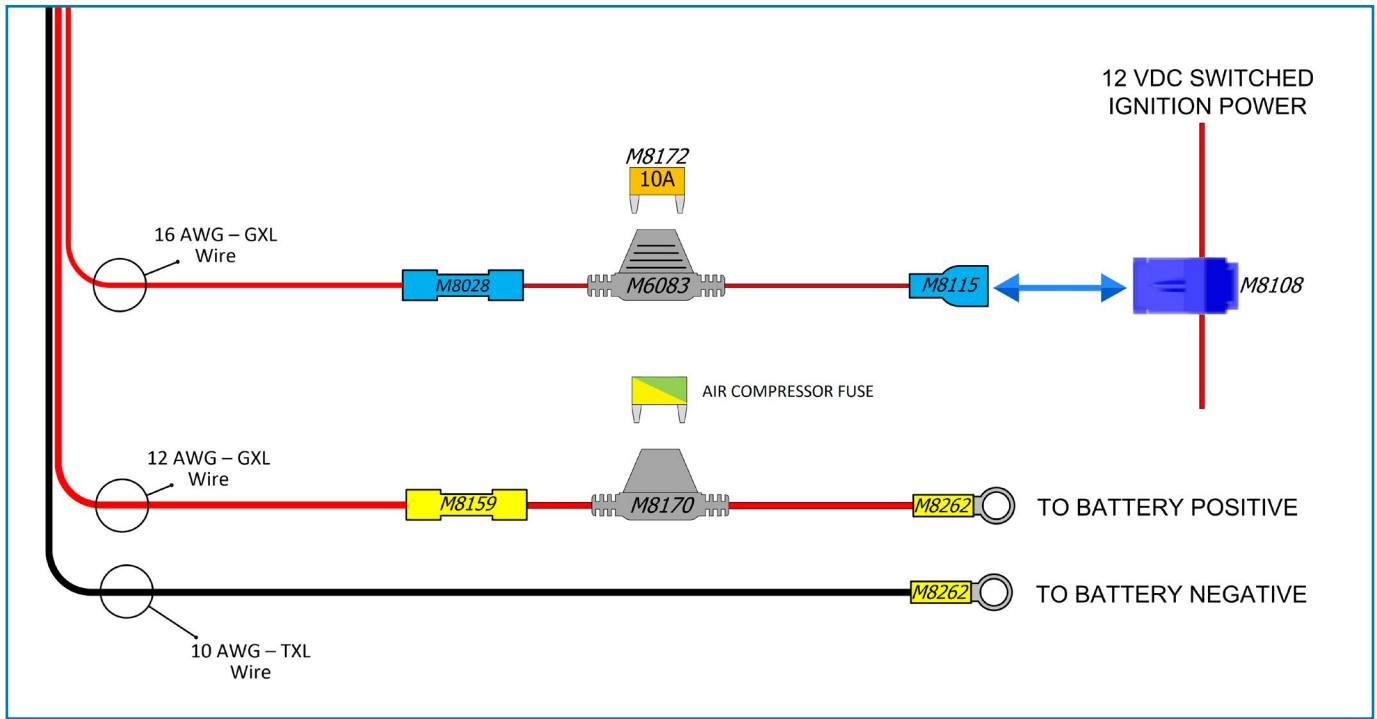 12 VDC SWITCHED
IGNITION POWER
M8172
10A
16 AWG – GXL
Wire
M8028
M6083
M8115
M8108
AIR COMPRESSOR FUSE
12 AWG – GXL
Wire
M8159
M8170
M8262
TO BATTERY POSITIVE
M8262
TO BATTERY NEGATIVE
10 AWG – TXL
Wire